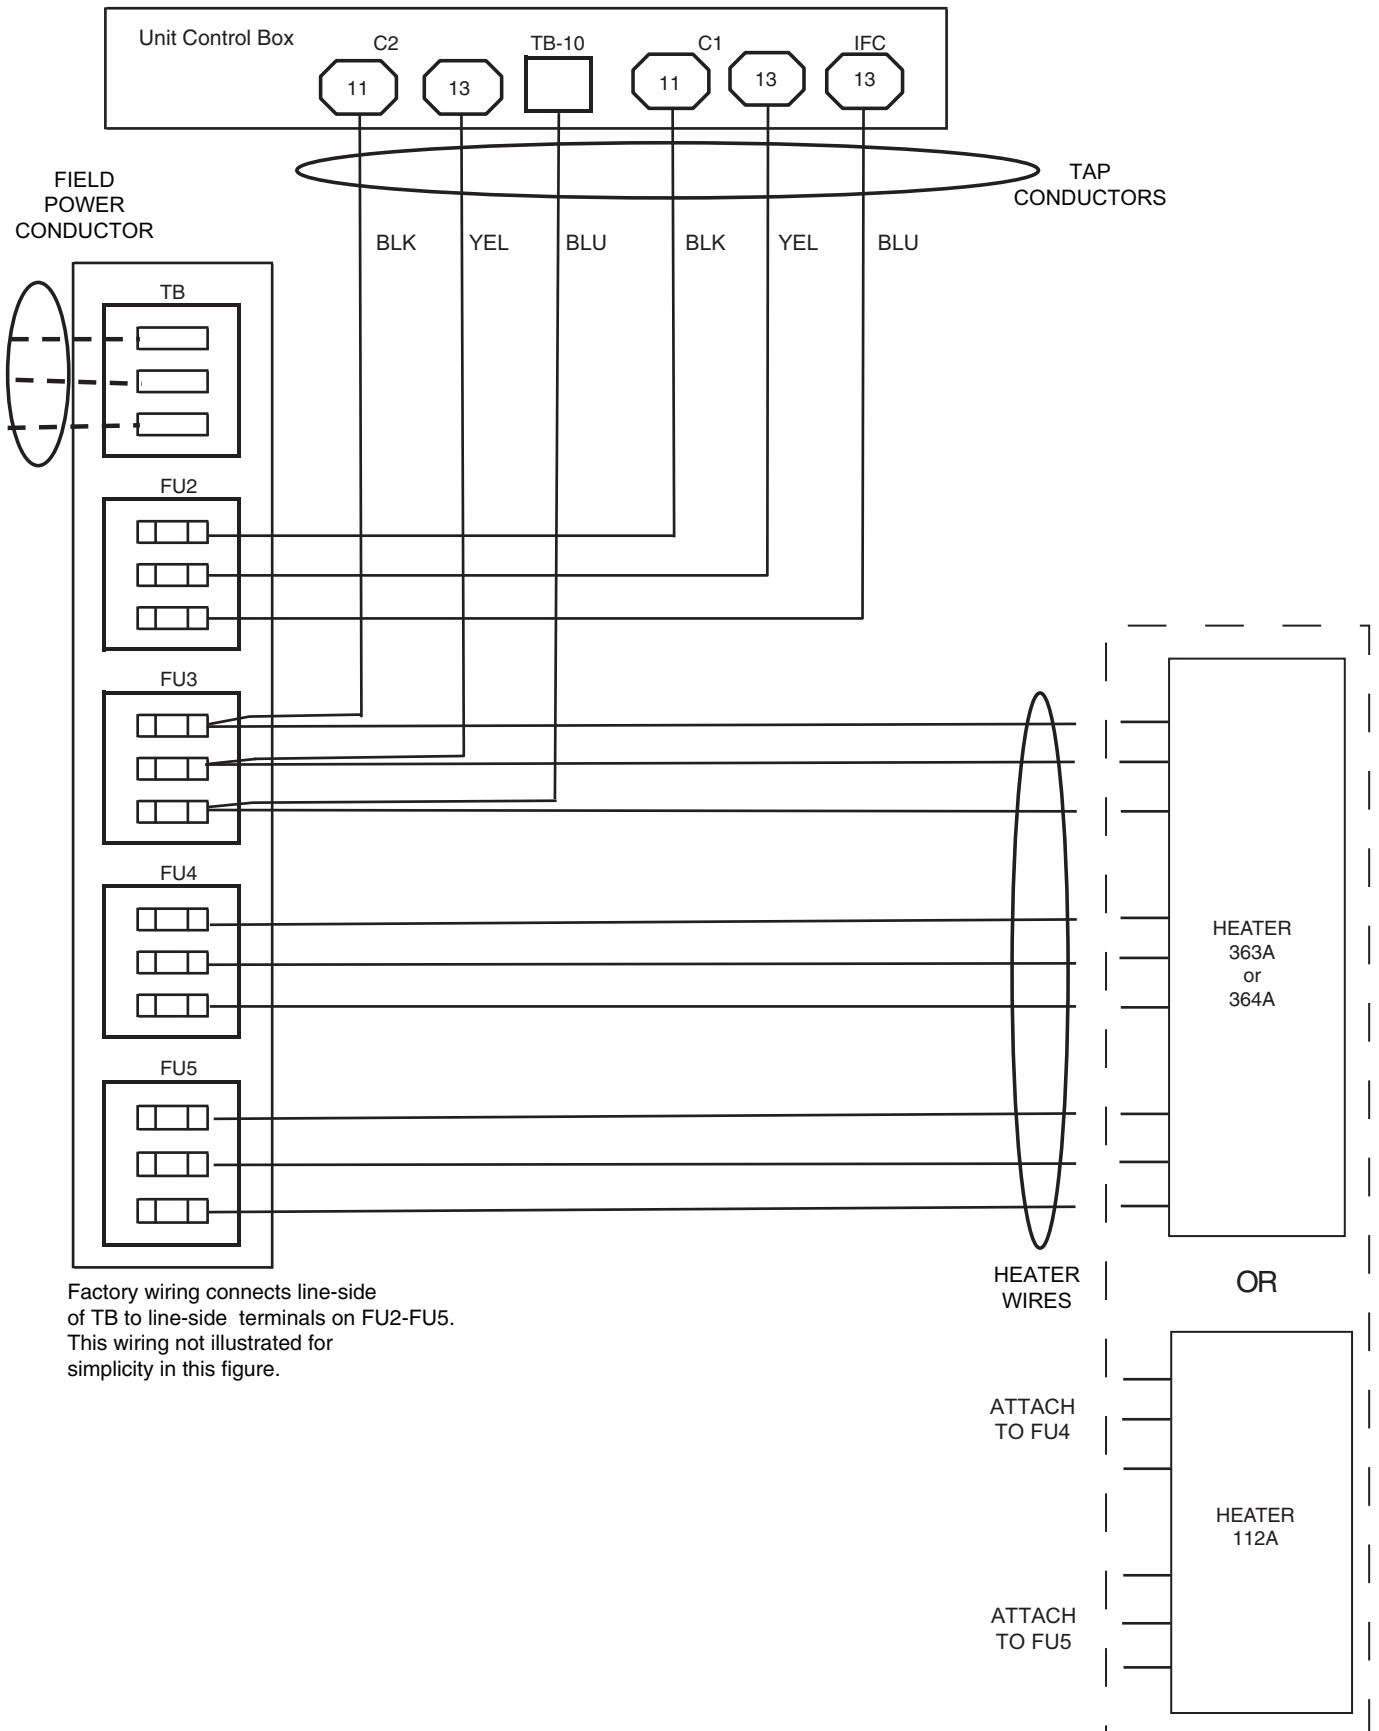 Unit Control Box
C2
TB-10
C1
IFC
11
13
11
13
13
FIELD
POWER
CONDUCTOR
TAP
CONDUCTORS
BLK
YEL
BLU
BLK
YEL
BLU
TB
FU2
FU3
FU4
FU5
HEATER
363A
or
364A
HEATER
WIRES
OR
Factory wiring connects line-side
of TB to line-side terminals on FU2-FU5.
This wiring not illustrated for
simplicity in this figure.
ATTACH
TO FU4
HEATER
112A
ATTACH
TO FU5